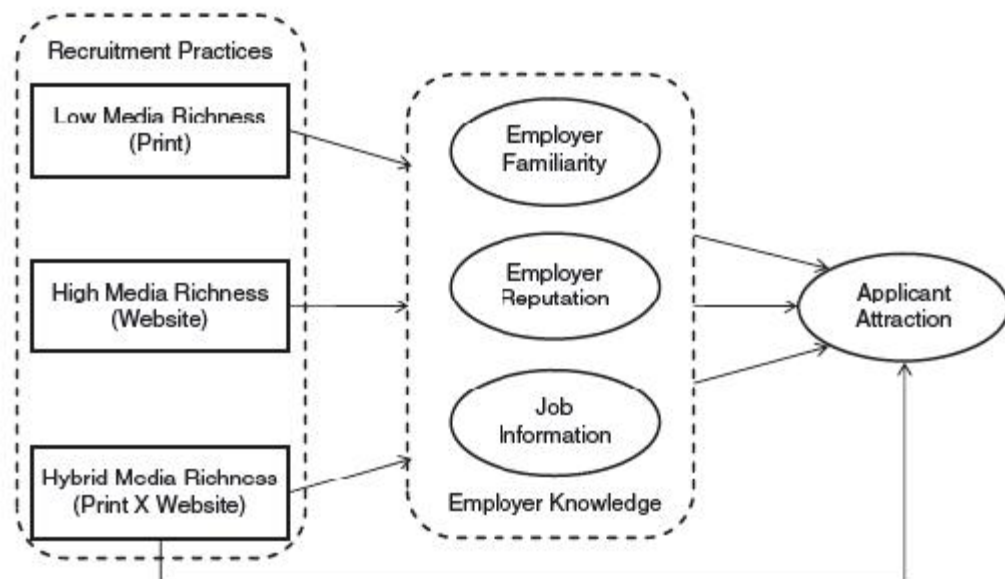 Recruitment Practices
Low Media Richness
(Print)
High Media Richness
(Website)
Hybrid Media Richness
(Print X Website)
Employer
Familiarity
Employer
Reputation
Job
Information
Employer Knowledge
Applicant
Attraction